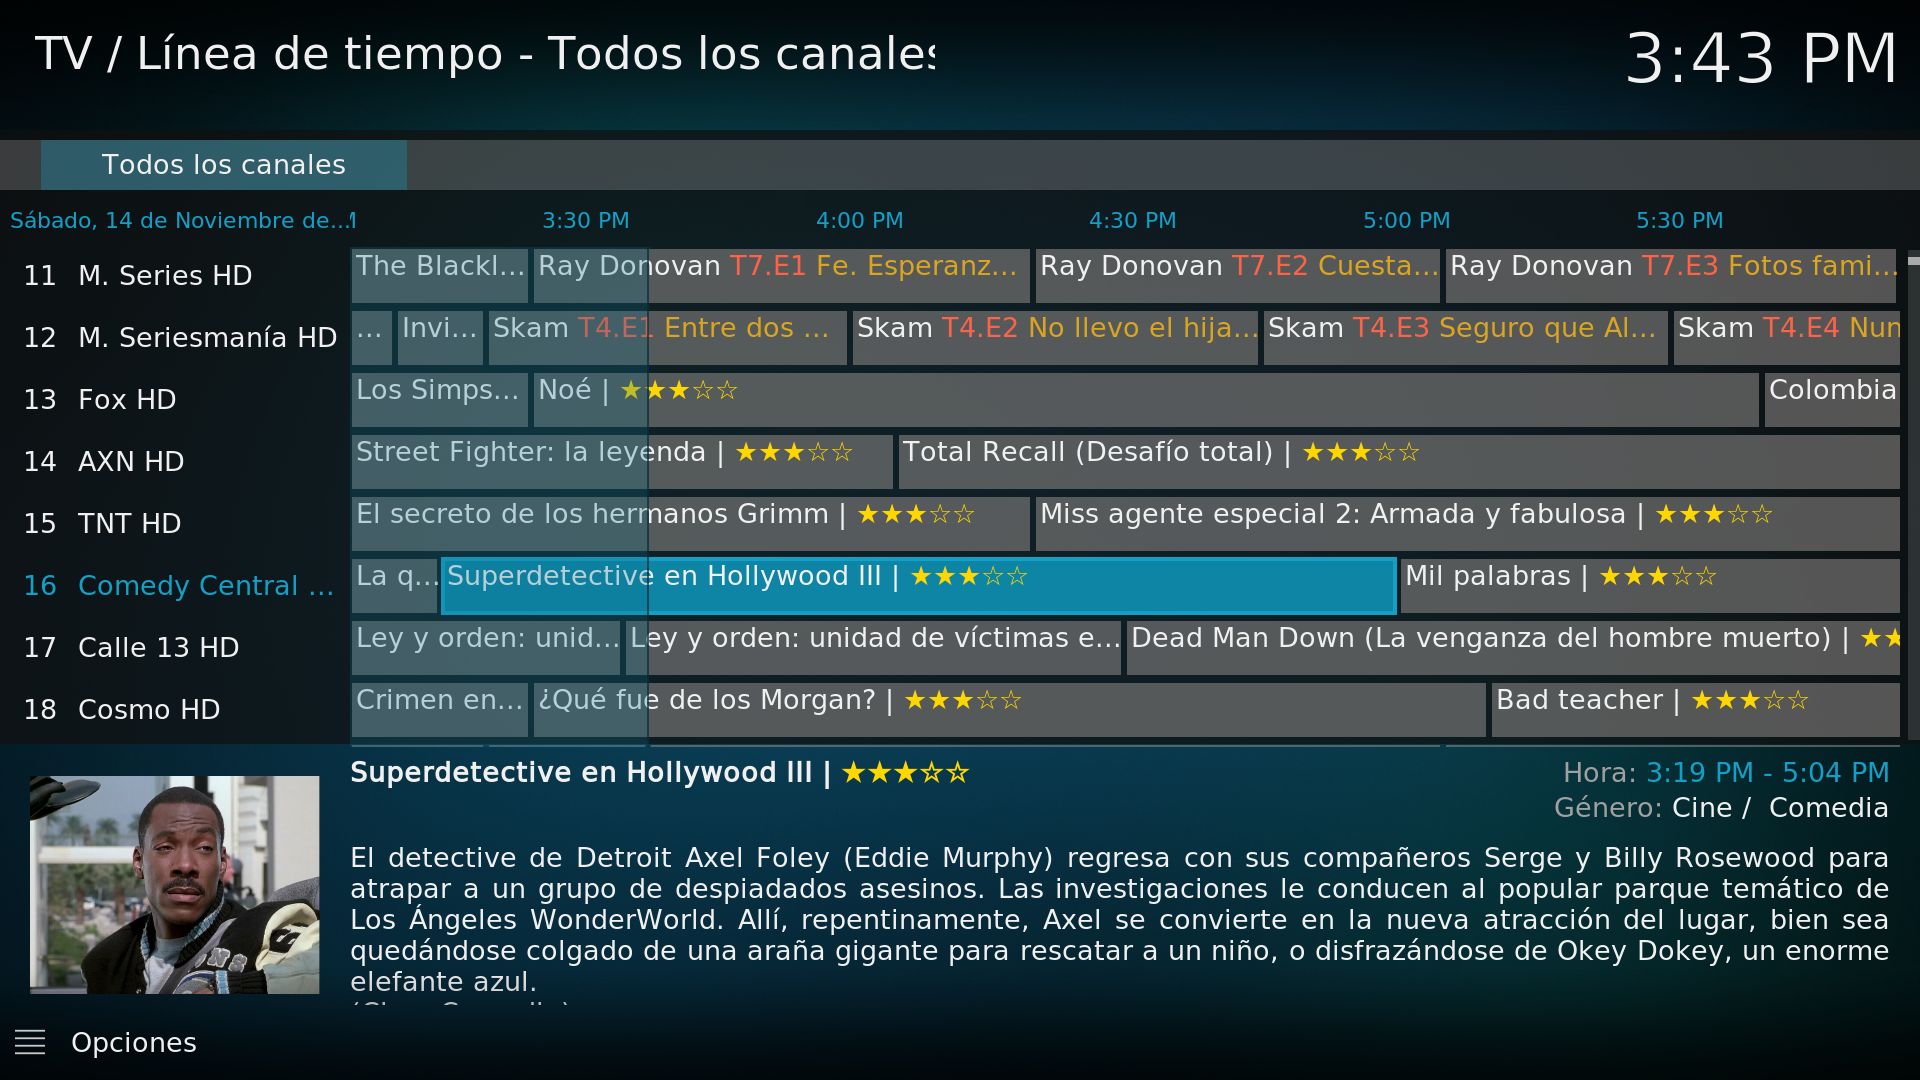 TV / Línea de tiempo - Todos los canales
3:43 PM
Todos los canales
Sábado, 14 de Noviembre de... 3:30 PM 4:00 PM 4:30 PM 5:00 PM 5:30 PM
11 M. Series HD The Blackl... Ray Donovan T7.E1 Fe. Esperanz... Ray Donovan T7.E2 Cuesta... Ray Donovan T7.E3 Fotos fami...
12 M. Seriesmanía HD ... Invi... Skam T4.E1 Entre dos ... Skam T4.E2 No llevo el hija... Skam T4.E3 Seguro que Al... Skam T4.E4 Nun
13 Fox HD Los Simps... Noé | ★★★☆☆ Colombia
14 AXN HD Street Fighter: la leyenda | ★★★☆☆ Total Recall (Desafío total) | ★★★☆☆
15 TNT HD El secreto de los hermanos Grimm | ★★★☆☆ Miss agente especial 2: Armada y fabulosa | ★★★☆☆
16 Comedy Central ... La q... Superdetective en Hollywood III | ★★★☆☆ Mil palabras | ★★★☆☆
17 Calle 13 HD Ley y orden: unid... Ley y orden: unidad de víctimas e... Dead Man Down (La venganza del hombre muerto) | ★★
18 Cosmo HD Crimen en... ¿Qué fue de los Morgan? | ★★★☆☆ Bad teacher | ★★★☆☆
Superdetective en Hollywood III | ★★★☆☆
Hora: 3:19 PM - 5:04 PM
Género: Cine / Comedia
El detective de Detroit Axel Foley (Eddie Murphy) regresa con sus compañeros Serge y Billy Rosewood para
atrapar a un grupo de despiadados asesinos. Las investigaciones le conducen al popular parque temático de
Los Ángeles WonderWorld. Allí, repentinamente, Axel se convierte en la nueva atracción del lugar, bien sea
quedándose colgado de una araña gigante para rescatar a un niño, o disfrazándose de Okey Dokey, un enorme
elefante azul.
Opciones